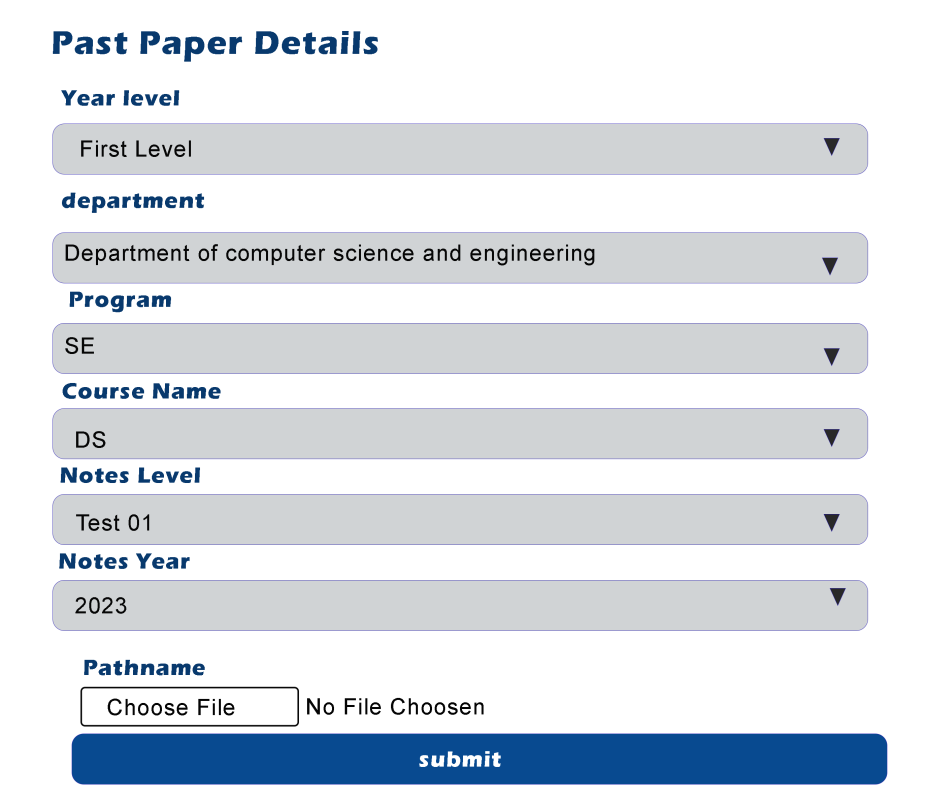 Past Paper Details
Year level
First Level
department
Department of computer science and engineering
Program
SE
Course Name
DS
Notes Level
Test 01
Notes Year
2023
Pathname
Choose File No File Choosen
submit